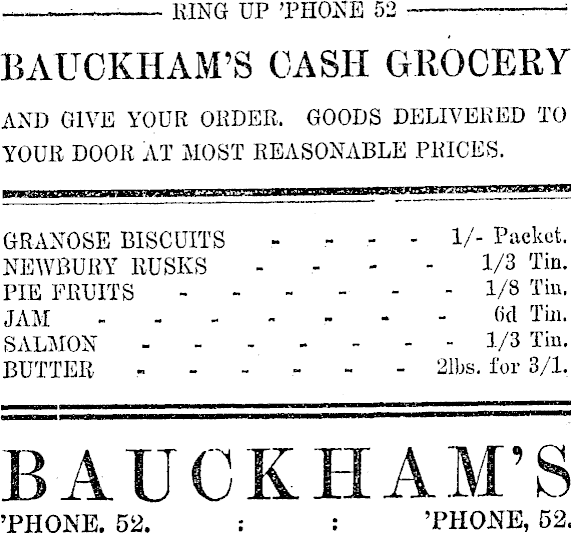 RING UP 'PHONE 52
BAUCKHAM'S CASH GROCERY
AND GIVE YOUR ORDER. GOODS DELIVERED TO
YOUR DOOR AT MOST REASONABLE PRICES.
GRANOSE BISCUITS - - - - 1/- Packet.
NEWBURY RUSKS - - - - 1/3 Tin.
PIE FRUITS - - - - - - 1/8 Tin.
JAM - - - - - - - 6d Tin.
SALMON - - - - - - - 1/3 Tin.
BUTTER - - - - - - 2lbs. for 3/1.
BAUCKHAM'S
'PHONE. 52. : : 'PHONE, 52.